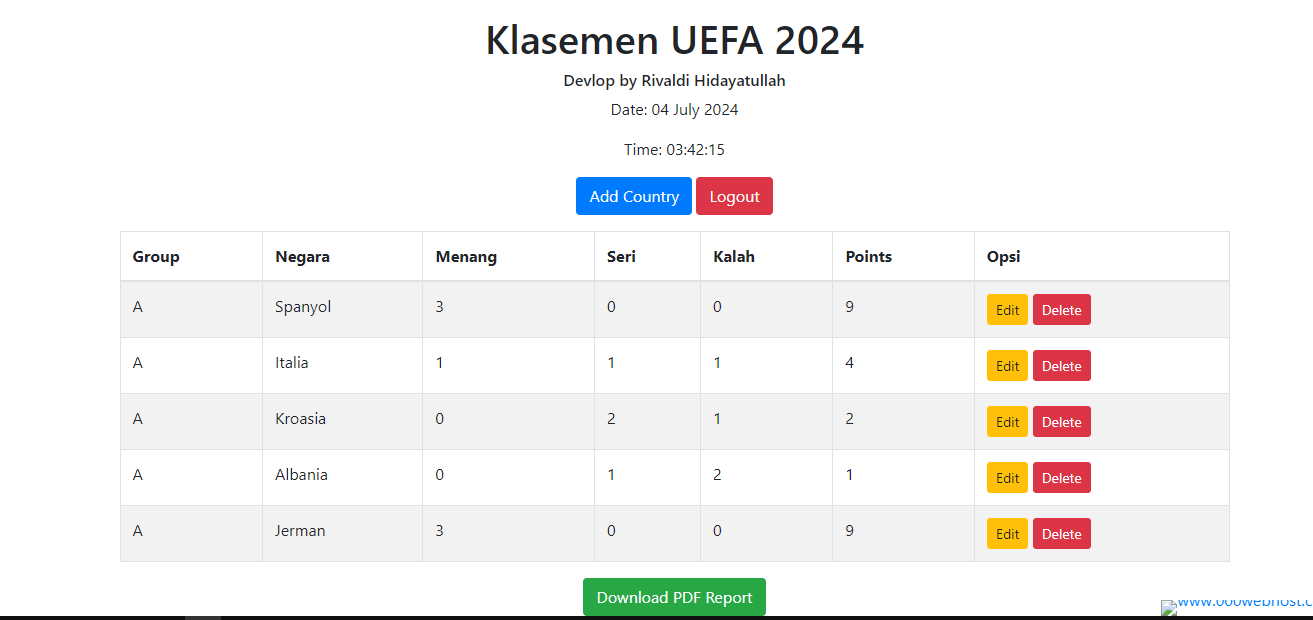 Klasemen UEFA 2024
Devlop by Rivaldi Hidayatullah
Date: 04 July 2024
Time: 03:42:15
Add Country Logout
Group Negara Menang Seri Kalah Points Opsi
A Spanyol 3 0 0 9 Edit Delete
A Italia 1 1 1 4 Edit Delete
A Kroasia 0 2 1 2 Edit Delete
A Albania 0 1 2 1 Edit Delete
A Jerman 3 0 0 9 Edit Delete
Download PDF Report